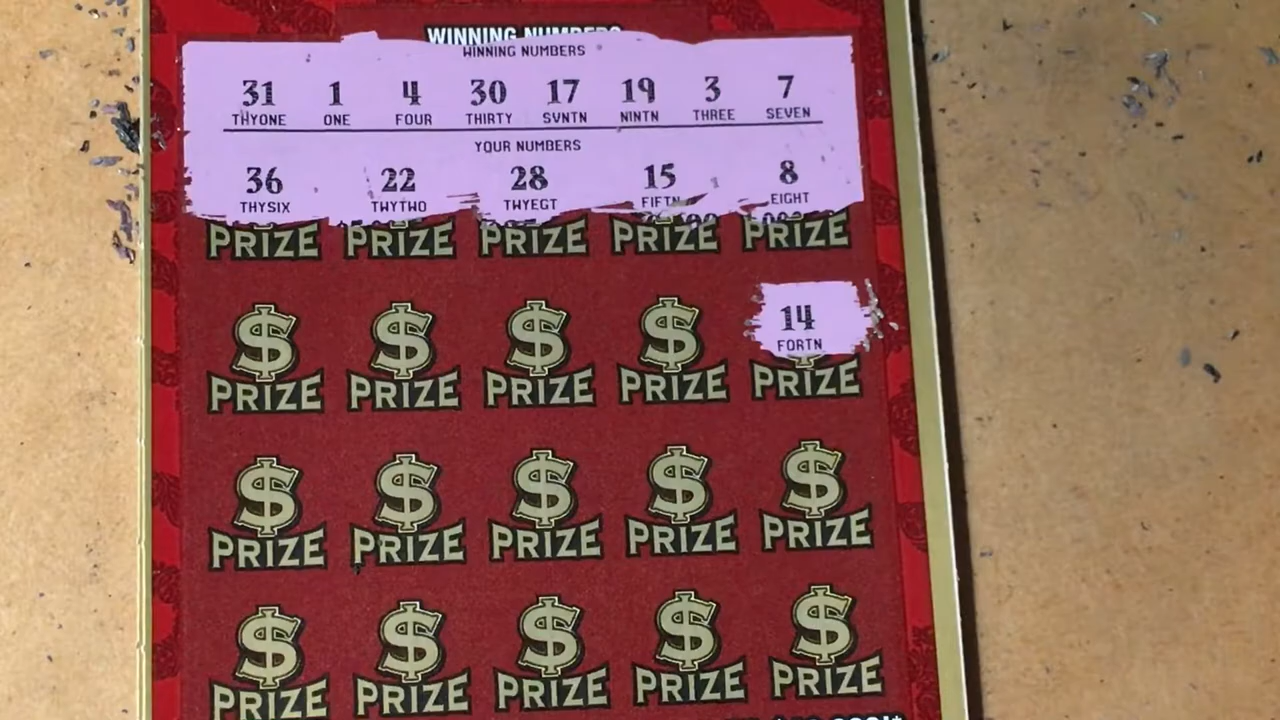 WINNING NUMBERS
WINNING NUMBERS
31 1 4 30 17 19 3 7
THYONE ONE FOUR THIRTY SVNTN NINTN THREE SEVEN
YOUR NUMBERS
36 22 28 15 8
THYSIX TWYTWO TWYEGT FIFTN EIGHT
PRIZE PRIZE PRIZE PRIZE PRIZE
$ $ $ $ 14
FORTN
PRIZE PRIZE PRIZE PRIZE PRIZE
$ $ $ $ $
PRIZE PRIZE PRIZE PRIZE PRIZE
$ $ $ $ $
PRIZE PRIZE PRIZE PRIZE PRIZE